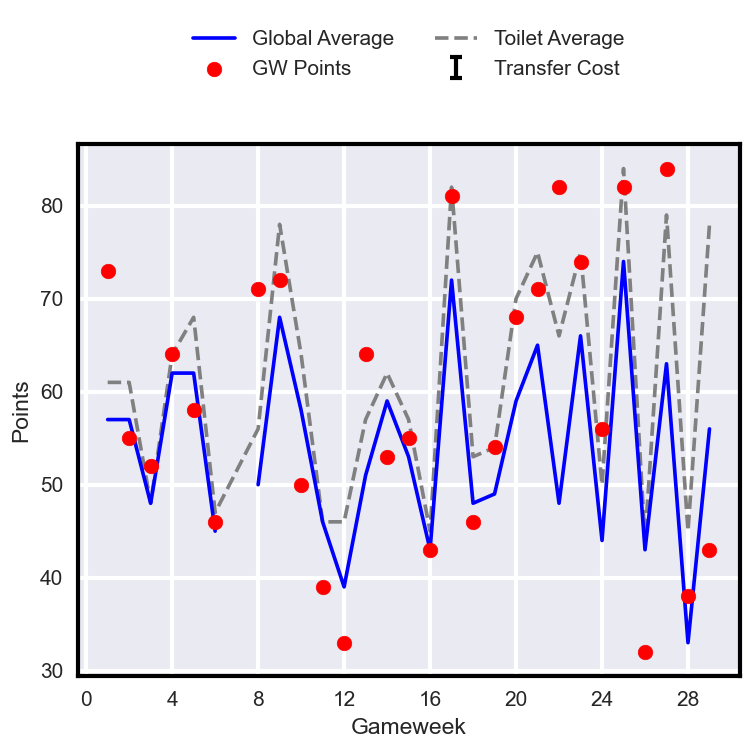 Global Average
Toilet Average
GW Points
Transfer Cost
80
70
60
50
40
30
Points
0 4 8 12 16 20 24 28
Gameweek